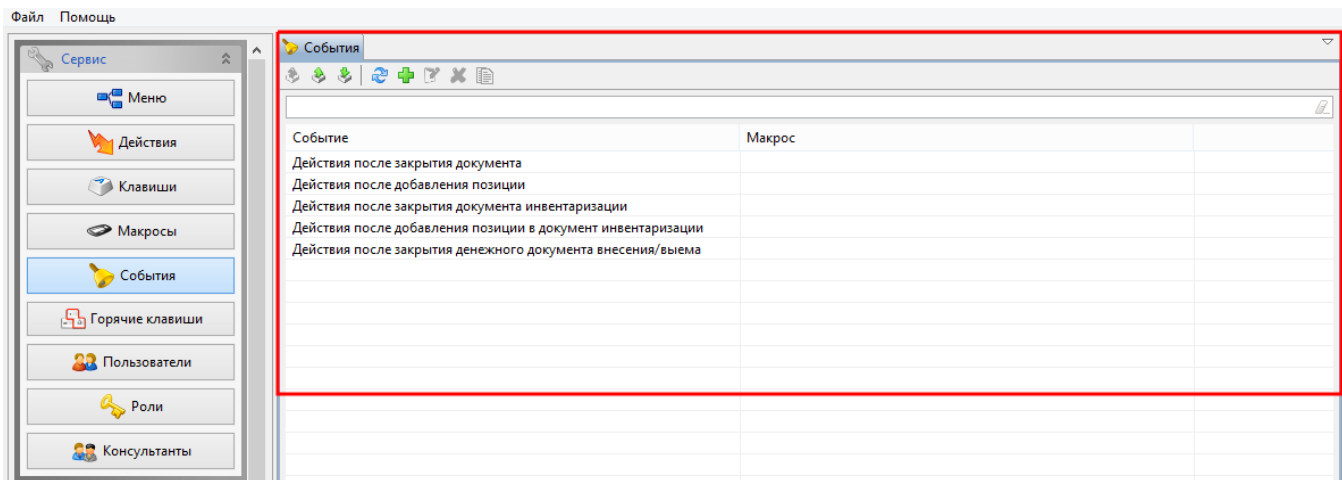 Файл Помощь
Сервис
Меню
Действия
Клавиши
Макросы
События
Горячие клавиши
Пользователи
Роли
Консультанты
События
Событие Макрос
Действия после закрытия документа
Действия после добавления позиции
Действия после закрытия документа инвентаризации
Действия после добавления позиции в документ инвентаризации
Действия после закрытия денежного документа внесения/выема